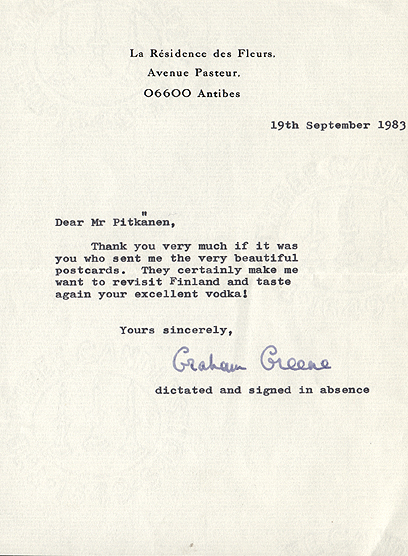 La Résidence des Fleurs.
Avenue Pasteur,
06600 Antibes
19th September 1983
Dear Mr Pitkänen,
Thank you very much if it was
you who sent me the very beautiful
postcards. They certainly make me
want to revisit Finland and taste
again your excellent vodka!
Yours sincerely,
Graham Greene
dictated and signed in absence